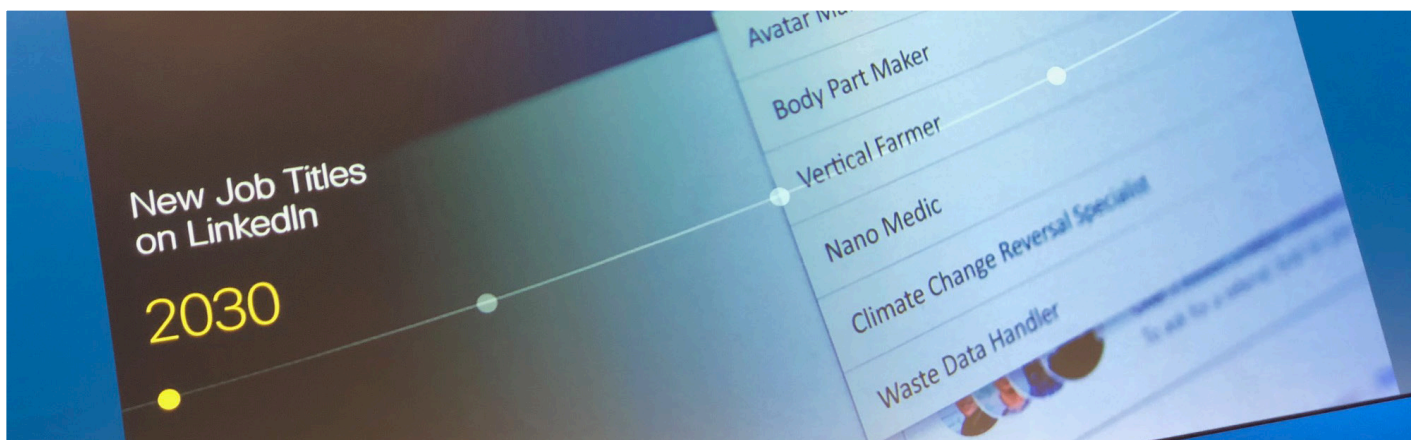 New Job Titles
on LinkedIn
2030
Avatar
Body Part Maker
Vertical Farmer
Nano Medic
Climate Change Reversal Specialist
Waste Data Handler